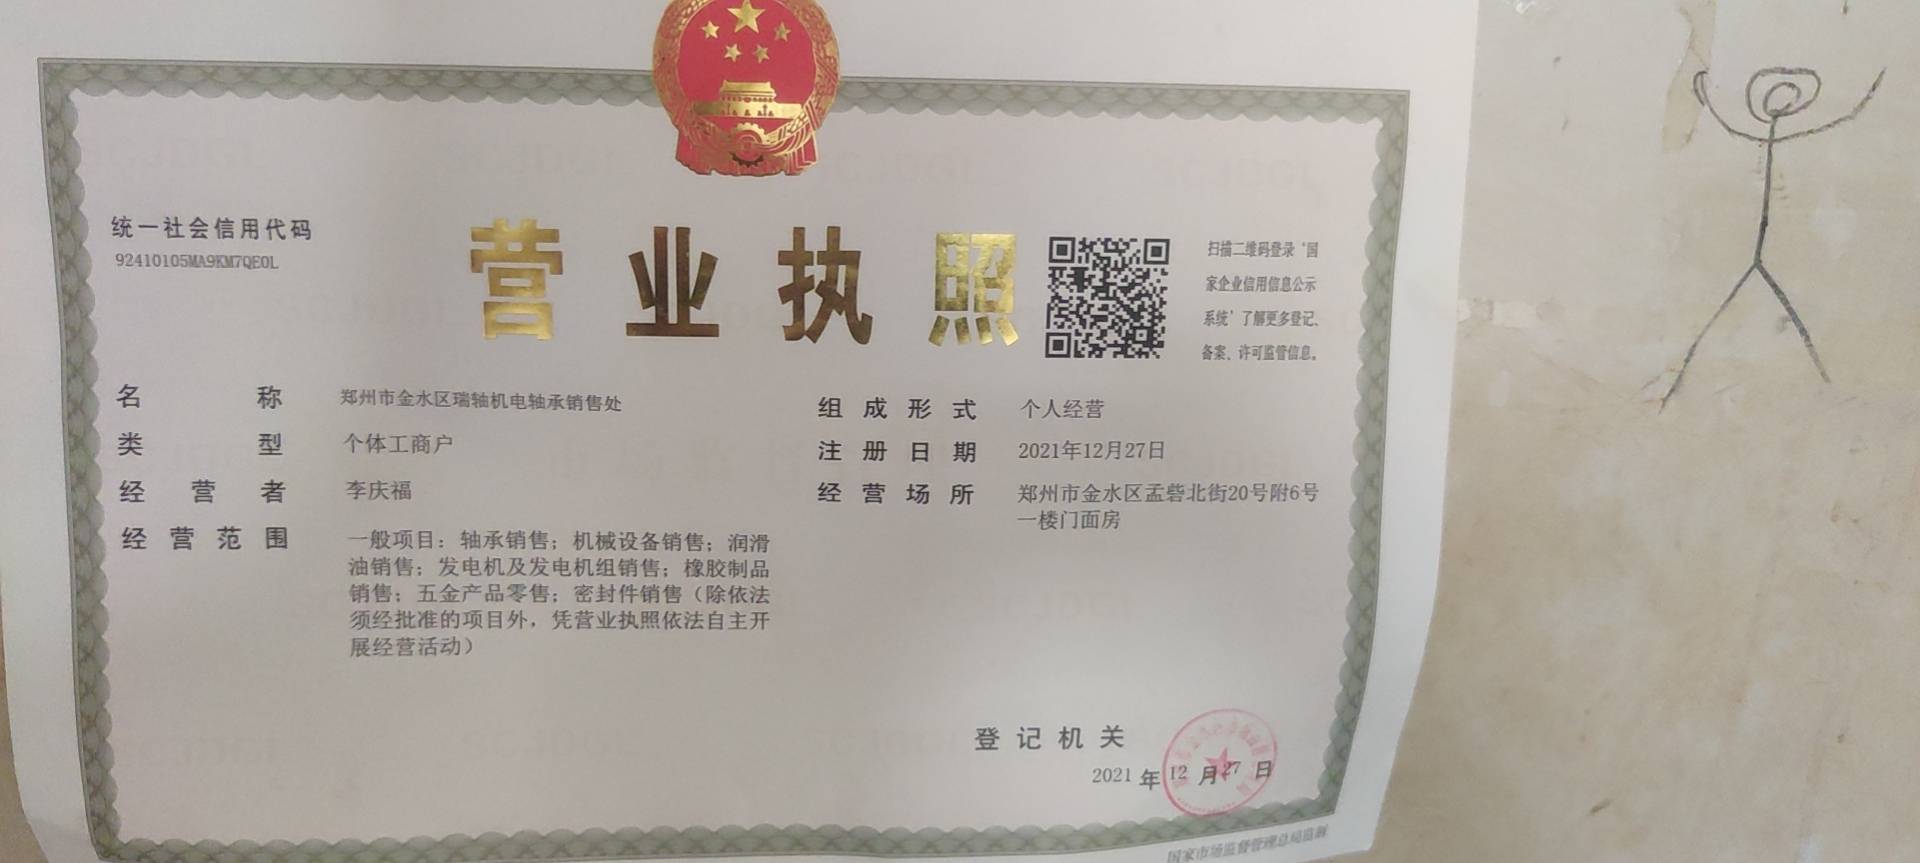 统一社会信用代码
92410105MA9KM7QE0L
营业执照
扫描二维码登录‘国
家企业信用信息公示
系统’了解更多登记、
备案、许可监管信息。
名称 郑州市金水区瑞轴机电轴承销售处
类型 个体工商户
经营者 李庆福
经营范围 一般项目：轴承销售；机械设备销售；润滑
油销售；发电机及发电机组销售；橡胶制品
销售；五金产品零售；密封件销售（除依法
须经批准的项目外，凭营业执照依法自主开
展经营活动）
组成形式 个人经营
注册日期 2021年12月27日
经营场所 郑州市金水区孟砦北街20号附6号
一楼门面房
登记机关
2021 年 12 月 27 日
国家市场监督管理总局监制